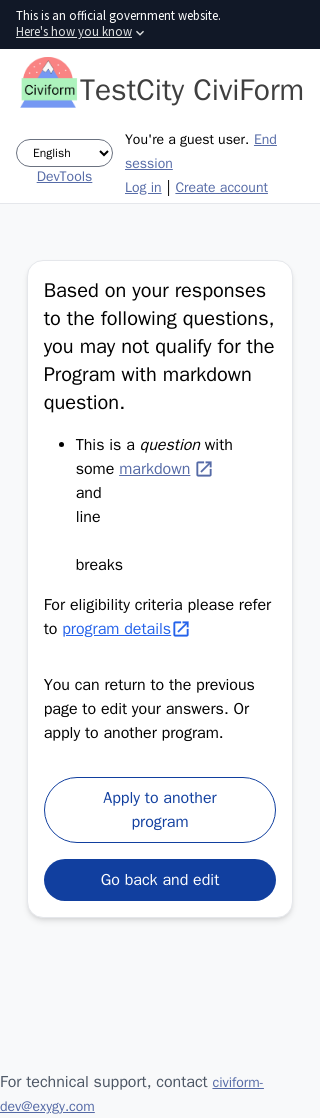 This is an official government website.
Here's how you know
Civiform
TestCity CiviForm
English
DevTools
You're a guest user. End
session
Log in | Create account
Based on your responses
to the following questions,
you may not qualify for the
Program with markdown
question.
• This is a question with
some markdown
and
line
breaks
For eligibility criteria please refer
to program details
You can return to the previous
page to edit your answers. Or
apply to another program.
Apply to another
program
Go back and edit
For technical support, contact civiform-
dev@exygy.com